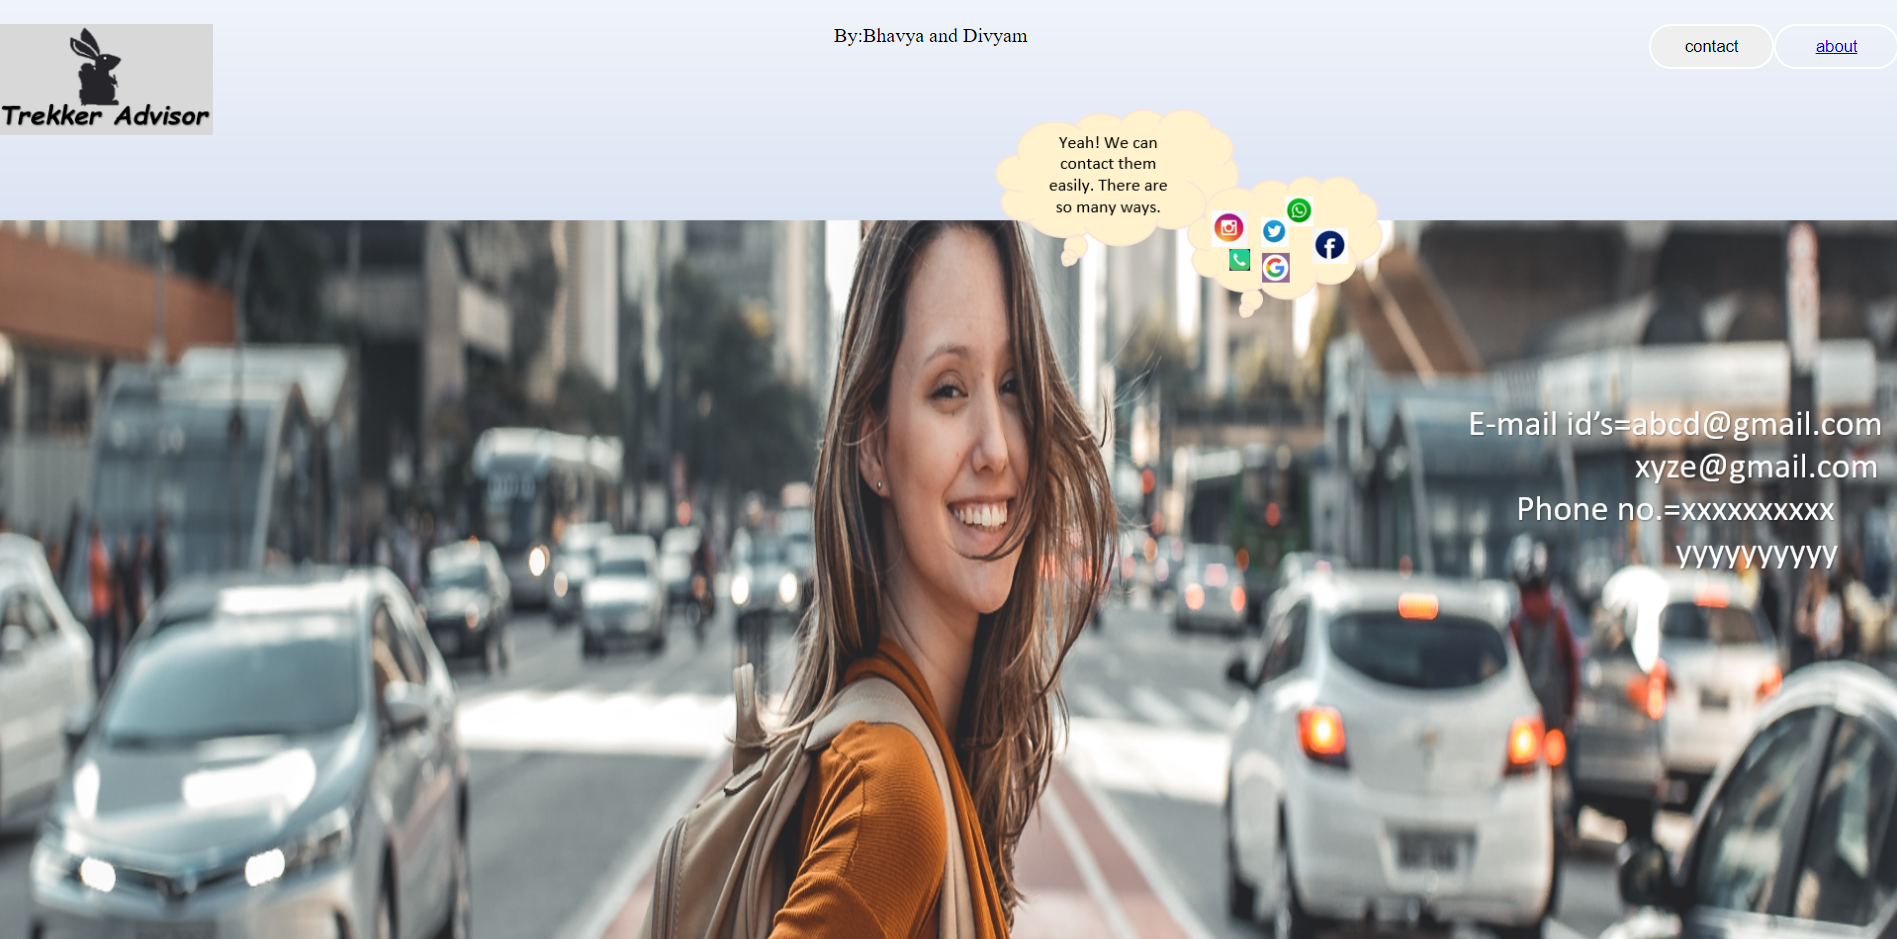 By:Bhavya and Divyam
contact
about
Trekker Advisor
Yeah! We can
contact them
easily. There are
so many ways.
E-mail id’s=abcd@gmail.com
xyze@gmail.com
Phone no.=xxxxxxxxxx
yyyyyyyyyy